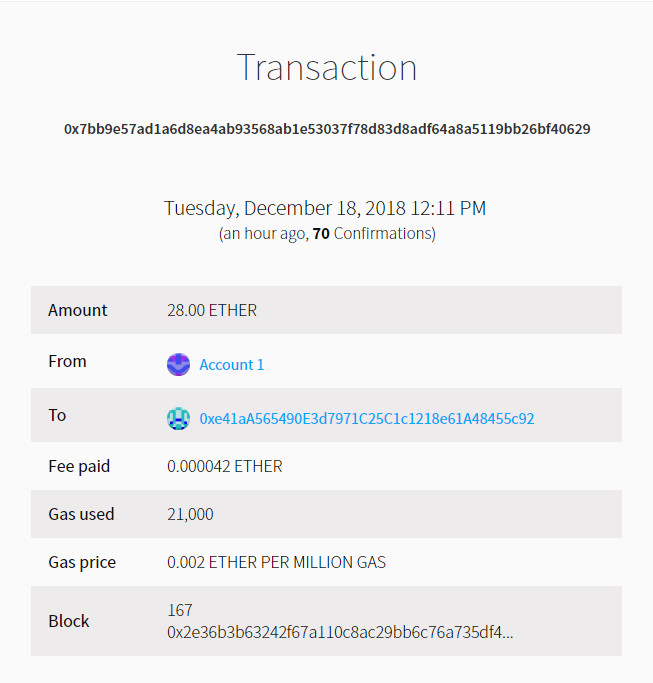 Transaction
0x7bb9e57ad1a6d8ea4ab93568ab1e53037f78d83d8adf64a8a5119bb26bf40629
Tuesday, December 18, 2018 12:11 PM
(an hour ago, 70 Confirmations)
Amount 28.00 ETHER
From Account 1
To 0xe41aA565490E3d7971C25C1c1218e61A48455c92
Fee paid 0.000042 ETHER
Gas used 21,000
Gas price 0.002 ETHER PER MILLION GAS
Block 167
0x2e36b3b63242f67a110c8ac29bb6c76a735df4...